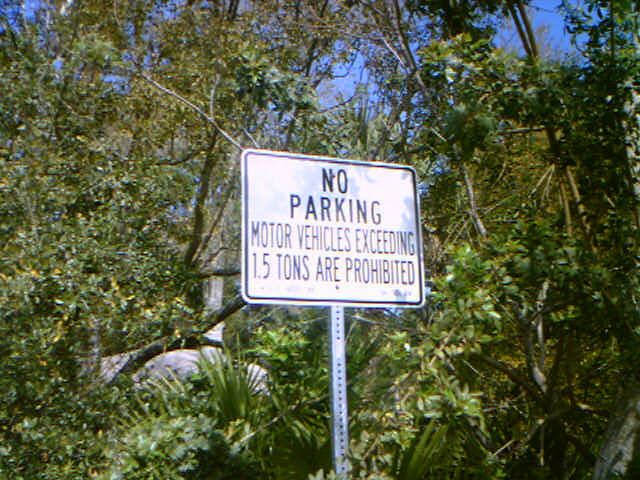 NO
PARKING
MOTOR VEHICLES EXCEEDING
1.5 TONS ARE PROHIBITED